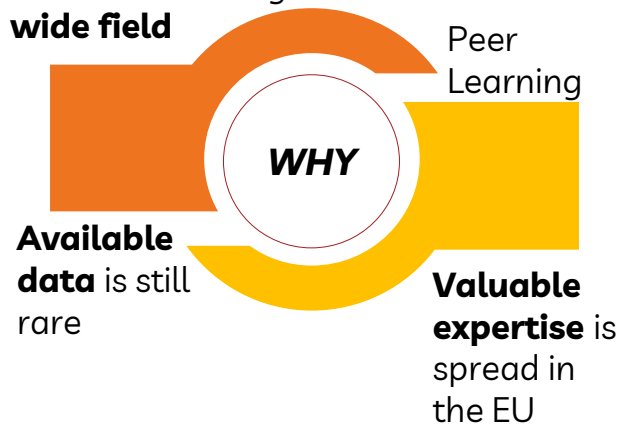 wide field
Peer
Learning
WHY
Available
data is still
rare
Valuable
expertise is
spread in
the EU